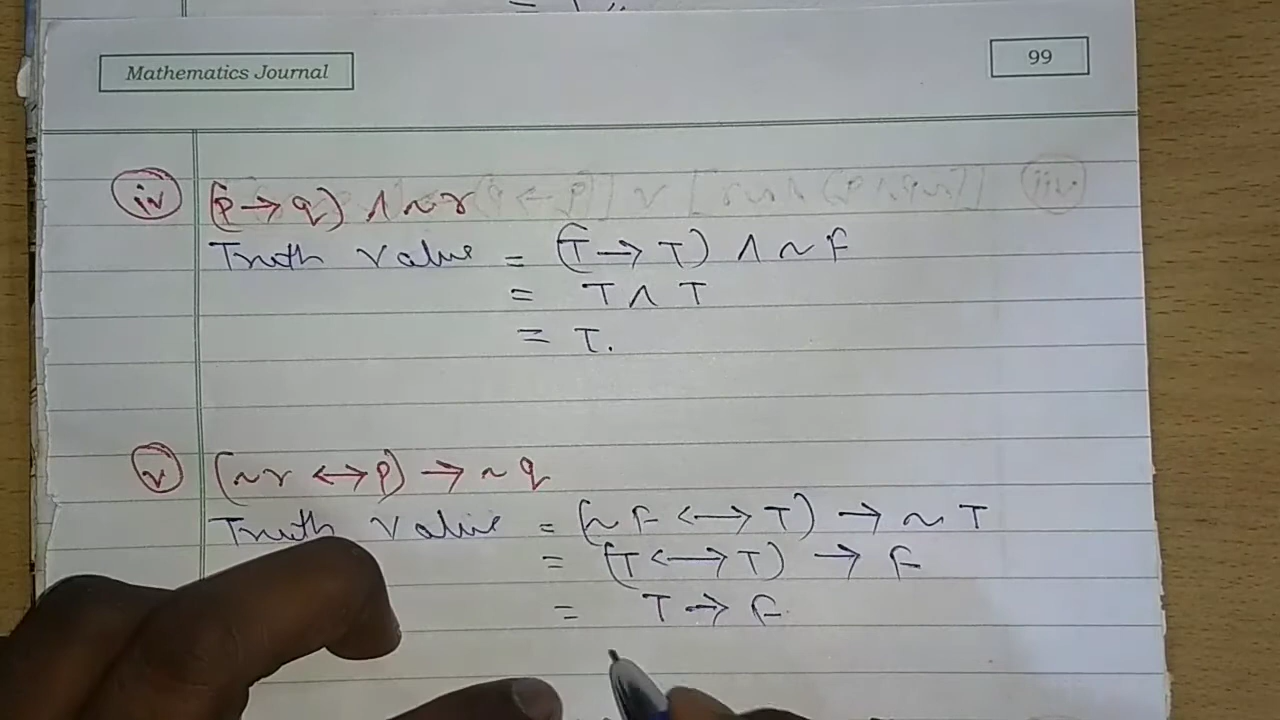 Mathematics Journal
99
(iv) (p → q) ∧ ~r
Truth Value = (T → T) ∧ ~F
= T ∧ T
= T.
(v) (~r ↔ p) → ~q
Truth Value = (~F ↔ T) → ~T
= (T ↔ T) → F
= T → F